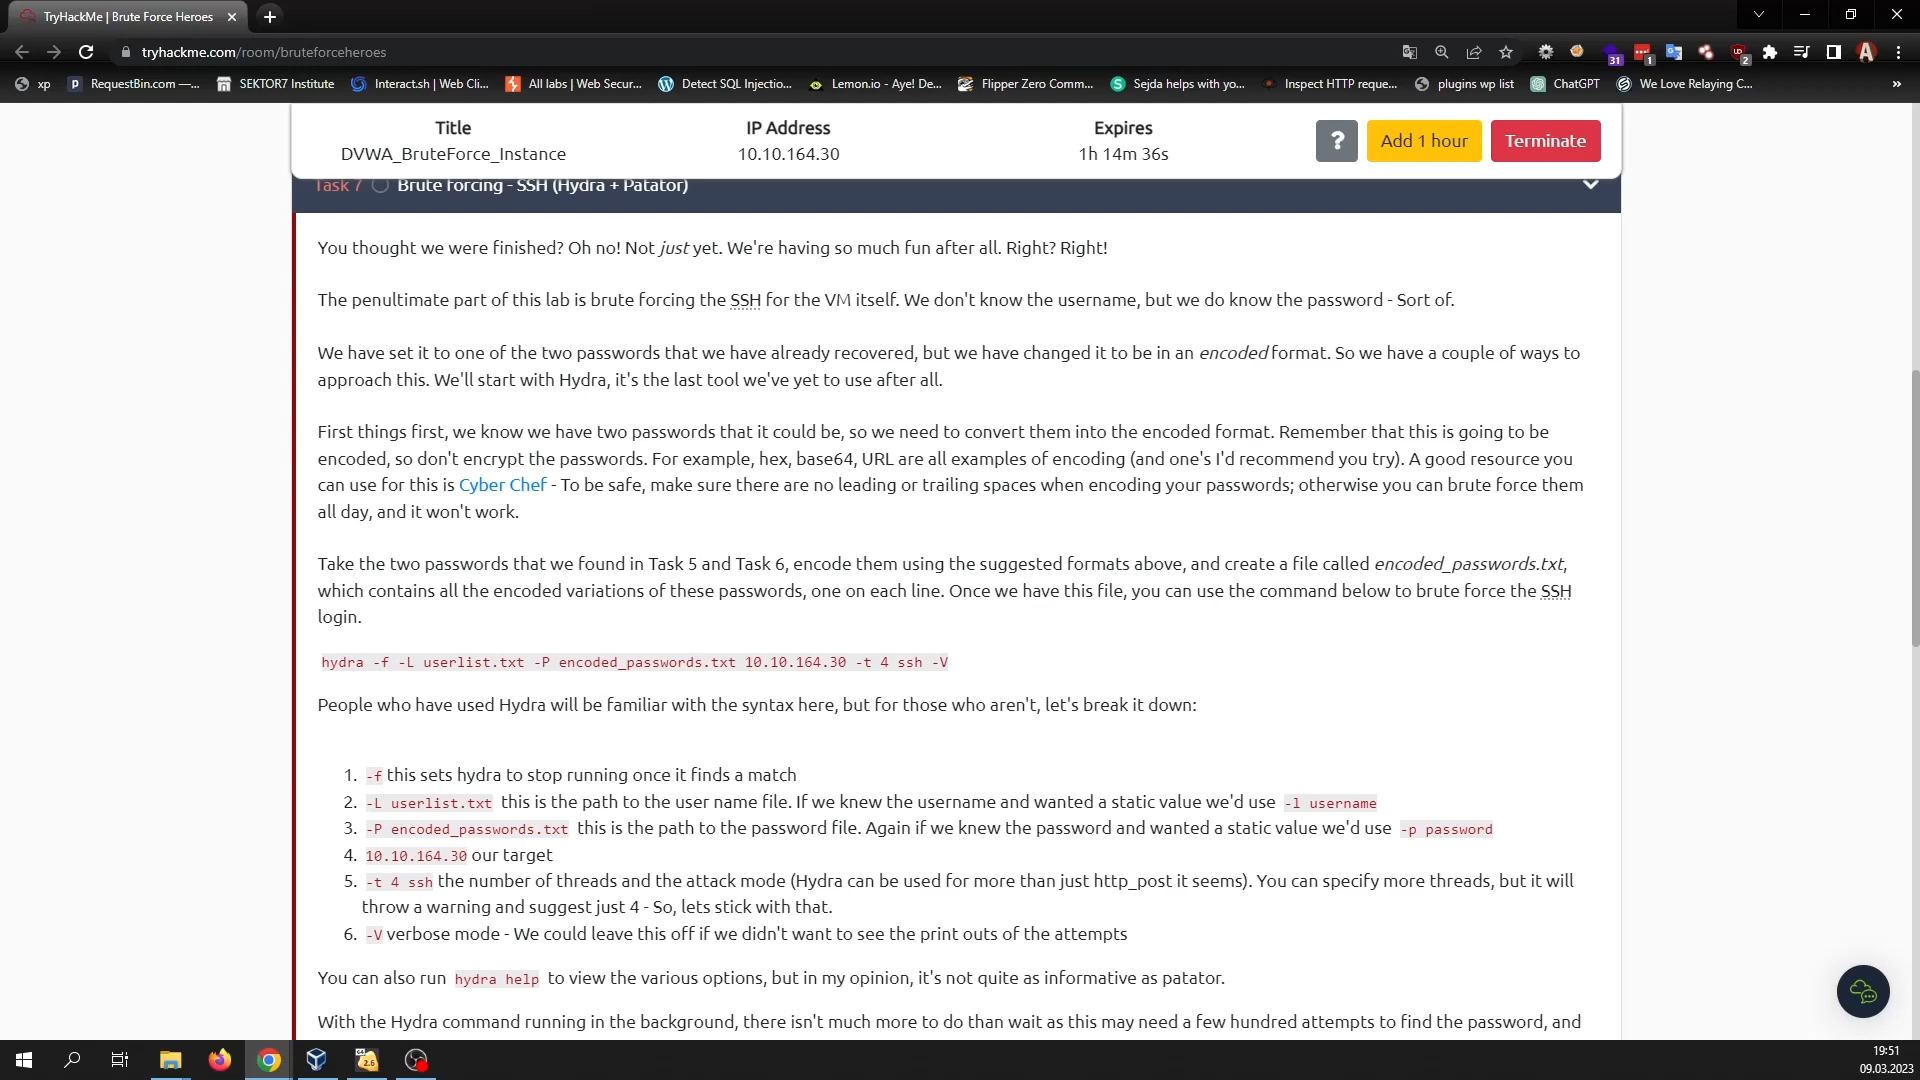 TryHackMe | Brute Force Heroes
tryhackme.com/room/bruteforceheroes
31
1
2
xp
RequestBin.com —...
SEKTOR7 Institute
Interact.sh | Web Cli...
All labs | Web Secur...
Detect SQL Injectio...
Lemon.io - Aye! De...
Flipper Zero Comm...
Sejda helps with yo...
Inspect HTTP reque...
plugins wp list
ChatGPT
We Love Relaying C...
»
Title
IP Address
Expires
DVWA_BruteForce_Instance
10.10.164.30
1h 14m 36s
?
Add 1 hour
Terminate
Task 7
Brute forcing - SSH (Hydra + Patator)
You thought we were finished? Oh no! Not just yet. We're having so much fun after all. Right? Right!
The penultimate part of this lab is brute forcing the SSH for the VM itself. We don't know the username, but we do know the password - Sort of.
We have set it to one of the two passwords that we have already recovered, but we have changed it to be in an encoded format. So we have a couple of ways to
approach this. We'll start with Hydra, it's the last tool we've yet to use after all.
First things first, we know we have two passwords that it could be, so we need to convert them into the encoded format. Remember that this is going to be
encoded, so don't encrypt the passwords. For example, hex, base64, URL are all examples of encoding (and one's I'd recommend you try). A good resource you
can use for this is Cyber Chef - To be safe, make sure there are no leading or trailing spaces when encoding your passwords; otherwise you can brute force them
all day, and it won't work.
Take the two passwords that we found in Task 5 and Task 6, encode them using the suggested formats above, and create a file called encoded_passwords.txt,
which contains all the encoded variations of these passwords, one on each line. Once we have this file, you can use the command below to brute force the SSH
login.
hydra -f -L userlist.txt -P encoded_passwords.txt 10.10.164.30 -t 4 ssh -V
People who have used Hydra will be familiar with the syntax here, but for those who aren't, let's break it down:
1. -f this sets hydra to stop running once it finds a match
2. -L userlist.txt this is the path to the user name file. If we knew the username and wanted a static value we'd use -l username
3. -P encoded_passwords.txt this is the path to the password file. Again if we knew the password and wanted a static value we'd use -p password
4. 10.10.164.30 our target
5. -t 4 ssh the number of threads and the attack mode (Hydra can be used for more than just http_post it seems). You can specify more threads, but it will
throw a warning and suggest just 4 - So, lets stick with that.
6. -V verbose mode - We could leave this off if we didn't want to see the print outs of the attempts
You can also run hydra help to view the various options, but in my opinion, it's not quite as informative as patator.
With the Hydra command running in the background, there isn't much more to do than wait as this may need a few hundred attempts to find the password, and
64
2.6
19:51
09.03.2023